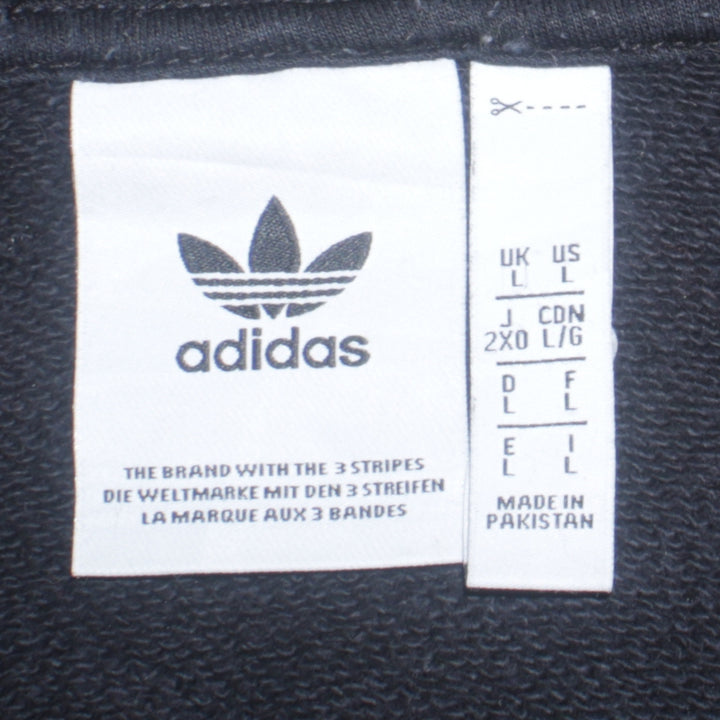 adidas
THE BRAND WITH THE 3 STRIPES
DIE WELTMARKE MIT DEN 3 STREIFEN
LA MARQUE AUX 3 BANDES
UK US
L L
J CDN
2XO L/G
D F
L L
E I
L L
MADE IN
PAKISTAN